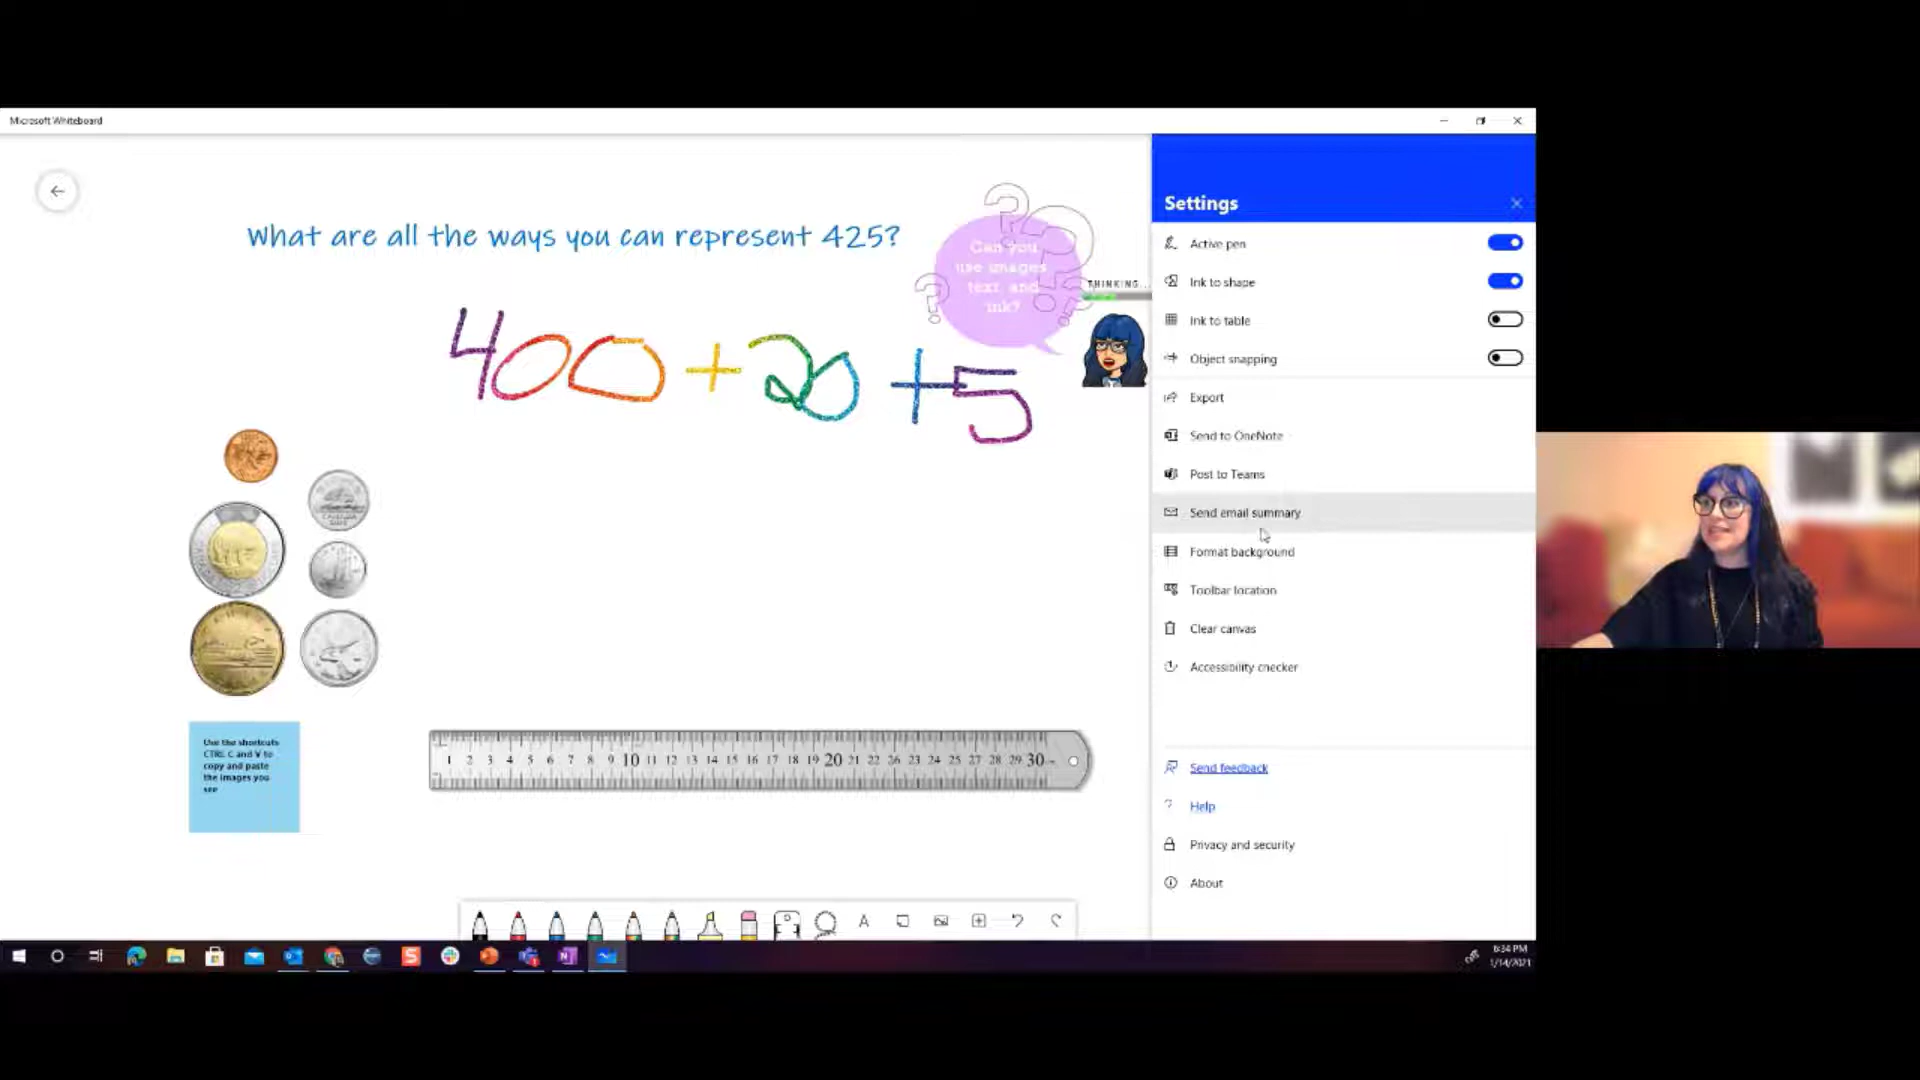 Microsoft Whiteboard
What are all the ways you can represent 425?
Can you
use images
text, and
ink?
THINKING...
400 + 20 + 5
Use the shortcuts
CTRL C and V to
copy and paste
the images you
see
1 2 3 4 5 6 7 8 9 10 11 12 13 14 15 16 17 18 19 20 21 22 26 23 24 25 27 28 29 30
Settings
Active pen
Ink to shape
Ink to table
Object snapping
Export
Send to OneNote
Post to Teams
Send email summary
Format background
Toolbar location
Clear canvas
Accessibility checker
Send feedback
Help
Privacy and security
About
6:34 PM
1/14/2021